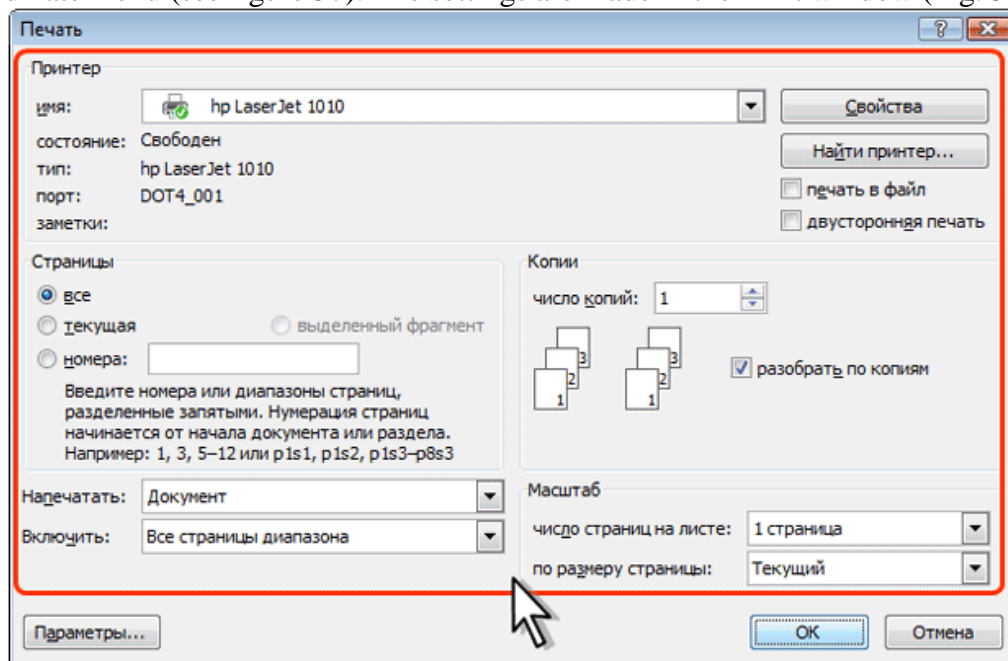 Печать
Принтер
имя: hp LaserJet 1010 Свойства
состояние: Свободен Найти принтер...
тип: hp LaserJet 1010
порт: DOT4_001 печать в файл
заметки: двусторонняя печать
Страницы
все
текущая выделенный фрагмент
номера:
Введите номера или диапазоны страниц,
разделенные запятыми. Нумерация страниц
начинается от начала документа или раздела.
Например: 1, 3, 5–12 или p1s1, p1s2, p1s3–p8s3
Копии
число копий: 1
3 3
2 2
1 1
разобрать по копиям
Напечатать: Документ
Включить: Все страницы диапазона
Масштаб
число страниц на листе: 1 страница
по размеру страницы: Текущий
Параметры... OK Отмена